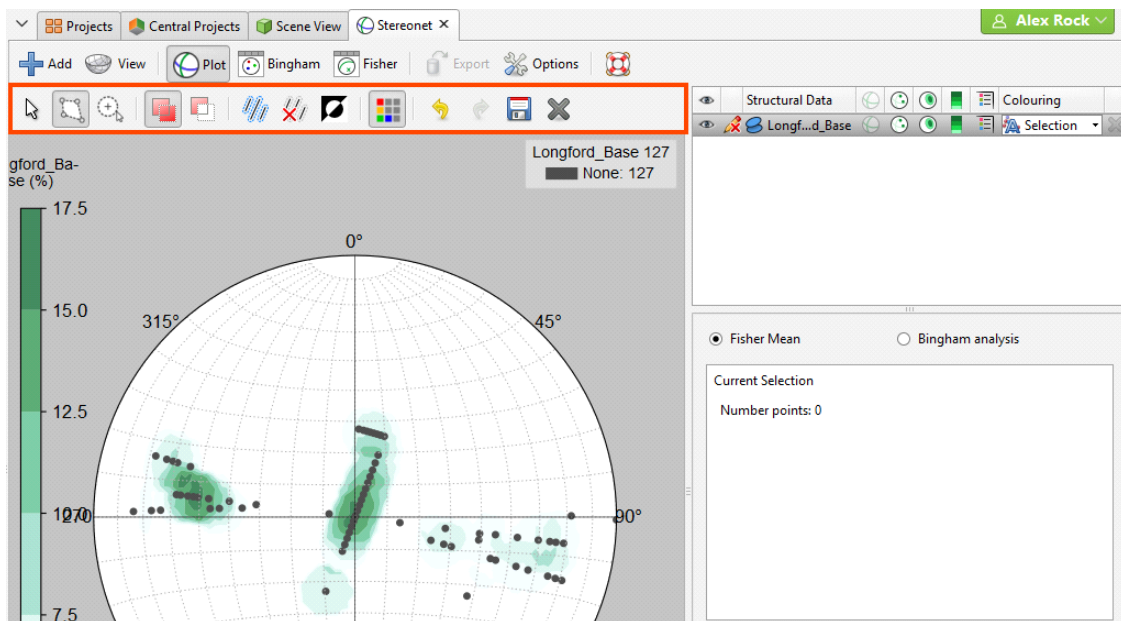 Projects Central Projects Scene View Stereonet × Alex Rock
Add View Plot Bingham Fisher Export Options
Structural Data Colouring
Longf...d_Base Selection
gford_Ba-
se (%)
Longford_Base 127
None: 127
17.5
15.0
12.5
7.5
0°
315°
45°
270
90°
Fisher Mean Bingham analysis
Current Selection
Number points: 0